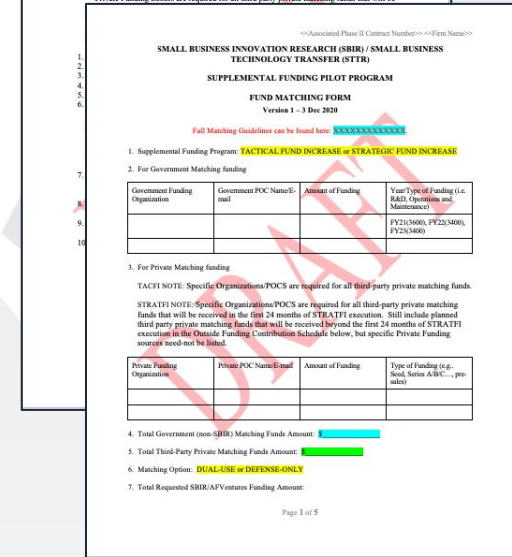 <<Associated Phase II Contract Number>> <<Firm Name>>
SMALL BUSINESS INNOVATION RESEARCH (SBIR) / SMALL BUSINESS
TECHNOLOGY TRANSFER (STTR)
SUPPLEMENTAL FUNDING PILOT PROGRAM
FUND MATCHING FORM
Version 1 – 3 Dec 2020
Full Matching Guidelines can be found here: XXXXXXXXXXXXX.
1. Supplemental Funding Program: TACTICAL FUND INCREASE or STRATEGIC FUND INCREASE
2. For Government Matching funding
Government Funding Organization
Government POC Name/E-mail
Amount of Funding
Year/Type of Funding (i.e. R&D, Operations and Maintenance)
FY21(3600), FY22(3400), FY23(3400)
3. For Private Matching funding
TACFI NOTE: Specific Organizations/POCS are required for all third-party private matching funds.
STRATFI NOTE: Specific Organizations/POCS are required for all third-party private matching
funds that will be received in the first 24 months of STRATFI execution. Still include planned
third party private matching funds that will be received beyond the first 24 months of STRATFI
execution in the Outside Funding Contribution Schedule below, but specific Private Funding
sources need-not be listed.
Private Funding Organization
Private POC Name/E-mail
Amount of Funding
Type of Funding (e.g.. Seed, Series A/B/C…, pre-sales)
4. Total Government (non-SBIR) Matching Funds Amount: $
5. Total Third-Party Private Matching Funds Amount: $
6. Matching Option: DUAL-USE or DEFENSE-ONLY
7. Total Requested SBIR/AFVentures Funding Amount:
Page 1 of 5
DRAFT
1.
2.
3.
4.
5.
6.
7.
8.
9.
10